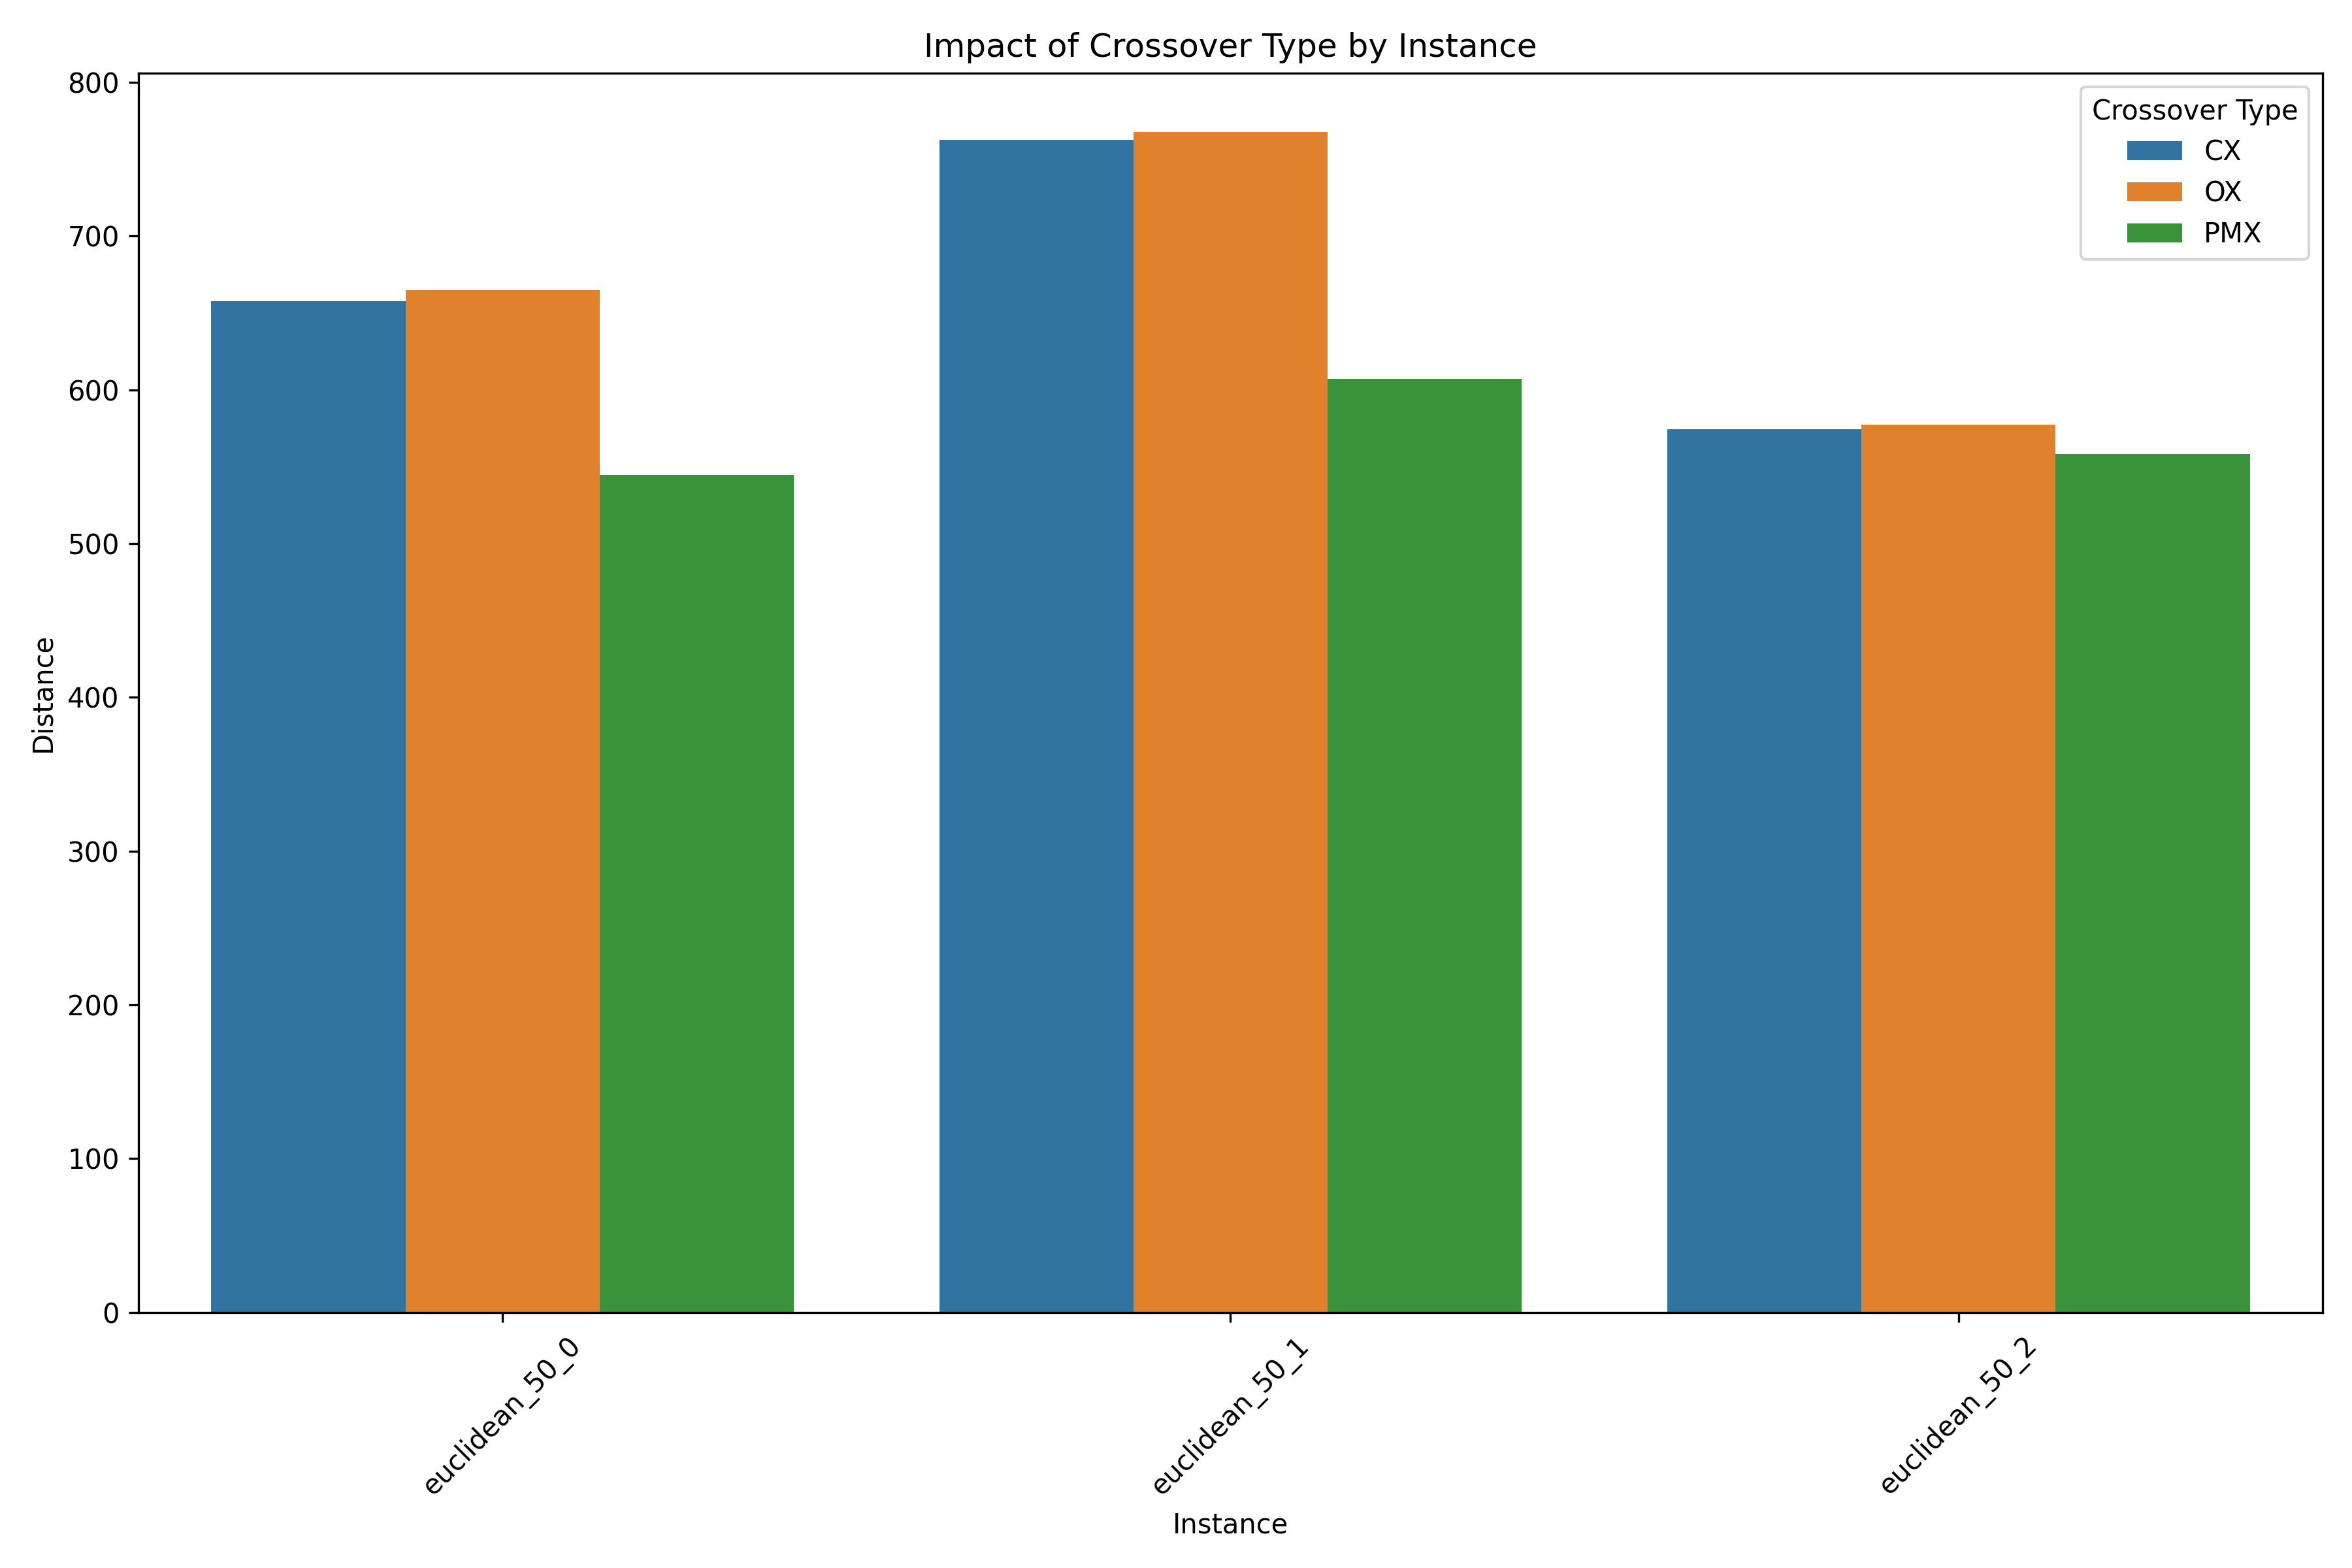 Impact of Crossover Type by Instance
800
700
600
500
400
300
200
100
0
Distance
Crossover Type
CX
OX
PMX
euclidean_50_0
euclidean_50_1
euclidean_50_2
Instance